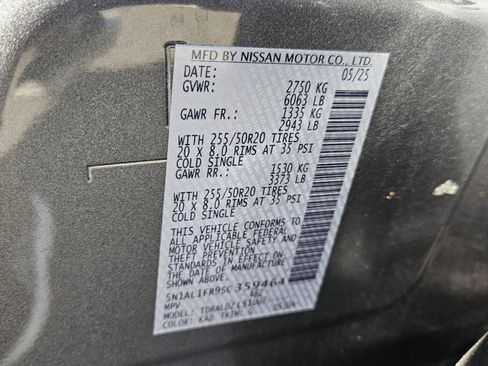 MFD BY NISSAN MOTOR CO., LTD.
DATE: 05/25
GVWR: 2750 KG
6063 LB
GAWR FR.: 1335 KG
2943 LB
WITH 255/50R20 TIRES
20 X 8.0 RIMS AT 35 PSI
COLD SINGLE
GAWR RR.: 1530 KG
3373 LB
WITH 255/50R20 TIRES
20 X 8.0 RIMS AT 35 PSI
COLD SINGLE
THIS VEHICLE CONFORMS TO
ALL APPLICABLE FEDERAL
MOTOR VEHICLE SAFETY AND
THEFT PREVENTION
STANDARDS IN EFFECT ON
THE DATE OF MANUFACTURE
SHOWN ABOVE.
5N1AL1FR9SC359464
MPV
MODEL:
COLOR: KAD TRIM: G